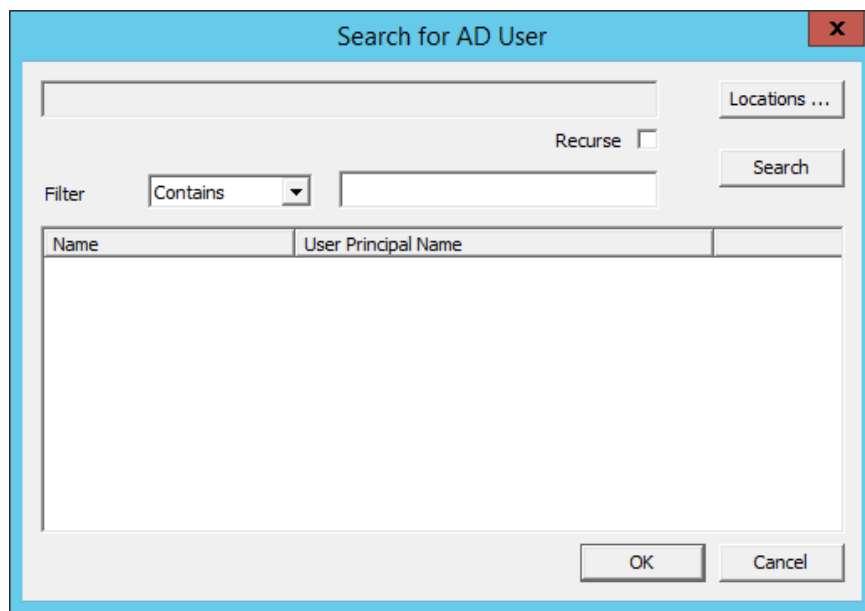 Search for AD User
x
Locations ...
Recurse
Search
Filter
Contains
Name User Principal Name
OK Cancel